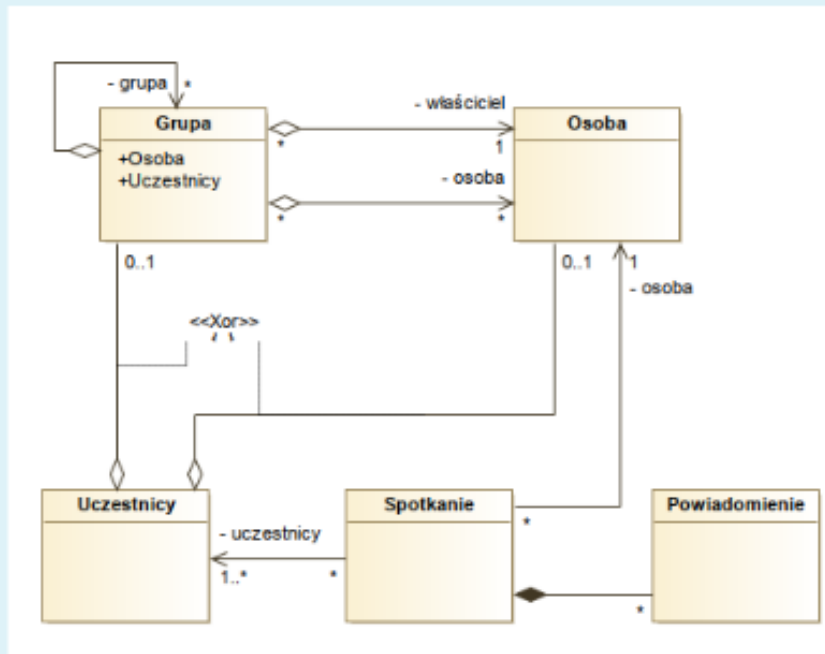 - grupa
*
- właściciel
Grupa
Osoba
*
1
+Osoba
+Uczestnicy
- osoba
*
*
0..1
0..1
1
- osoba
<<Xor>>
{ }
Uczestnicy
Spotkanie
Powiadomienie
*
- uczestnicy
1..*
*
*